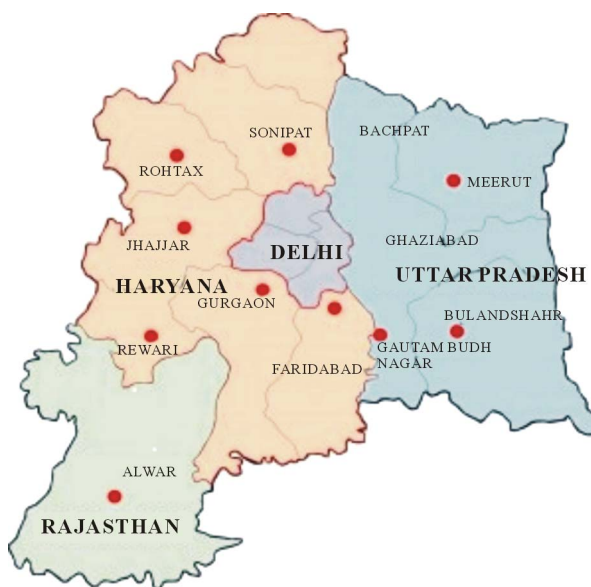 SONIPAT
BACHPAT
ROHTAX
MEERUT
JHAJJAR
GHAZIABAD
DELHI
UTTAR PRADESH
HARYANA
GURGAON
BULANDSHAHR
REWARI
FARIDABAD
GAUTAM BUDH
NAGAR
ALWAR
RAJASTHAN